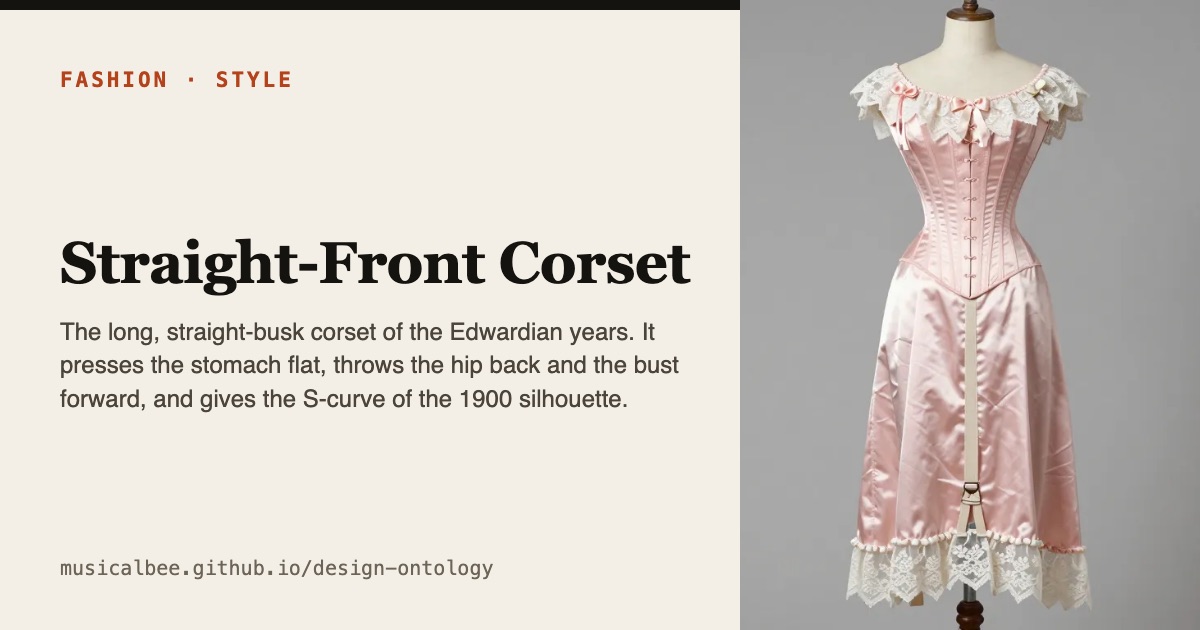 FASHION · STYLE
Straight-Front Corset
The long, straight-busk corset of the Edwardian years. It
presses the stomach flat, throws the hip back and the bust
forward, and gives the S-curve of the 1900 silhouette.
musicalbee.github.io/design-ontology